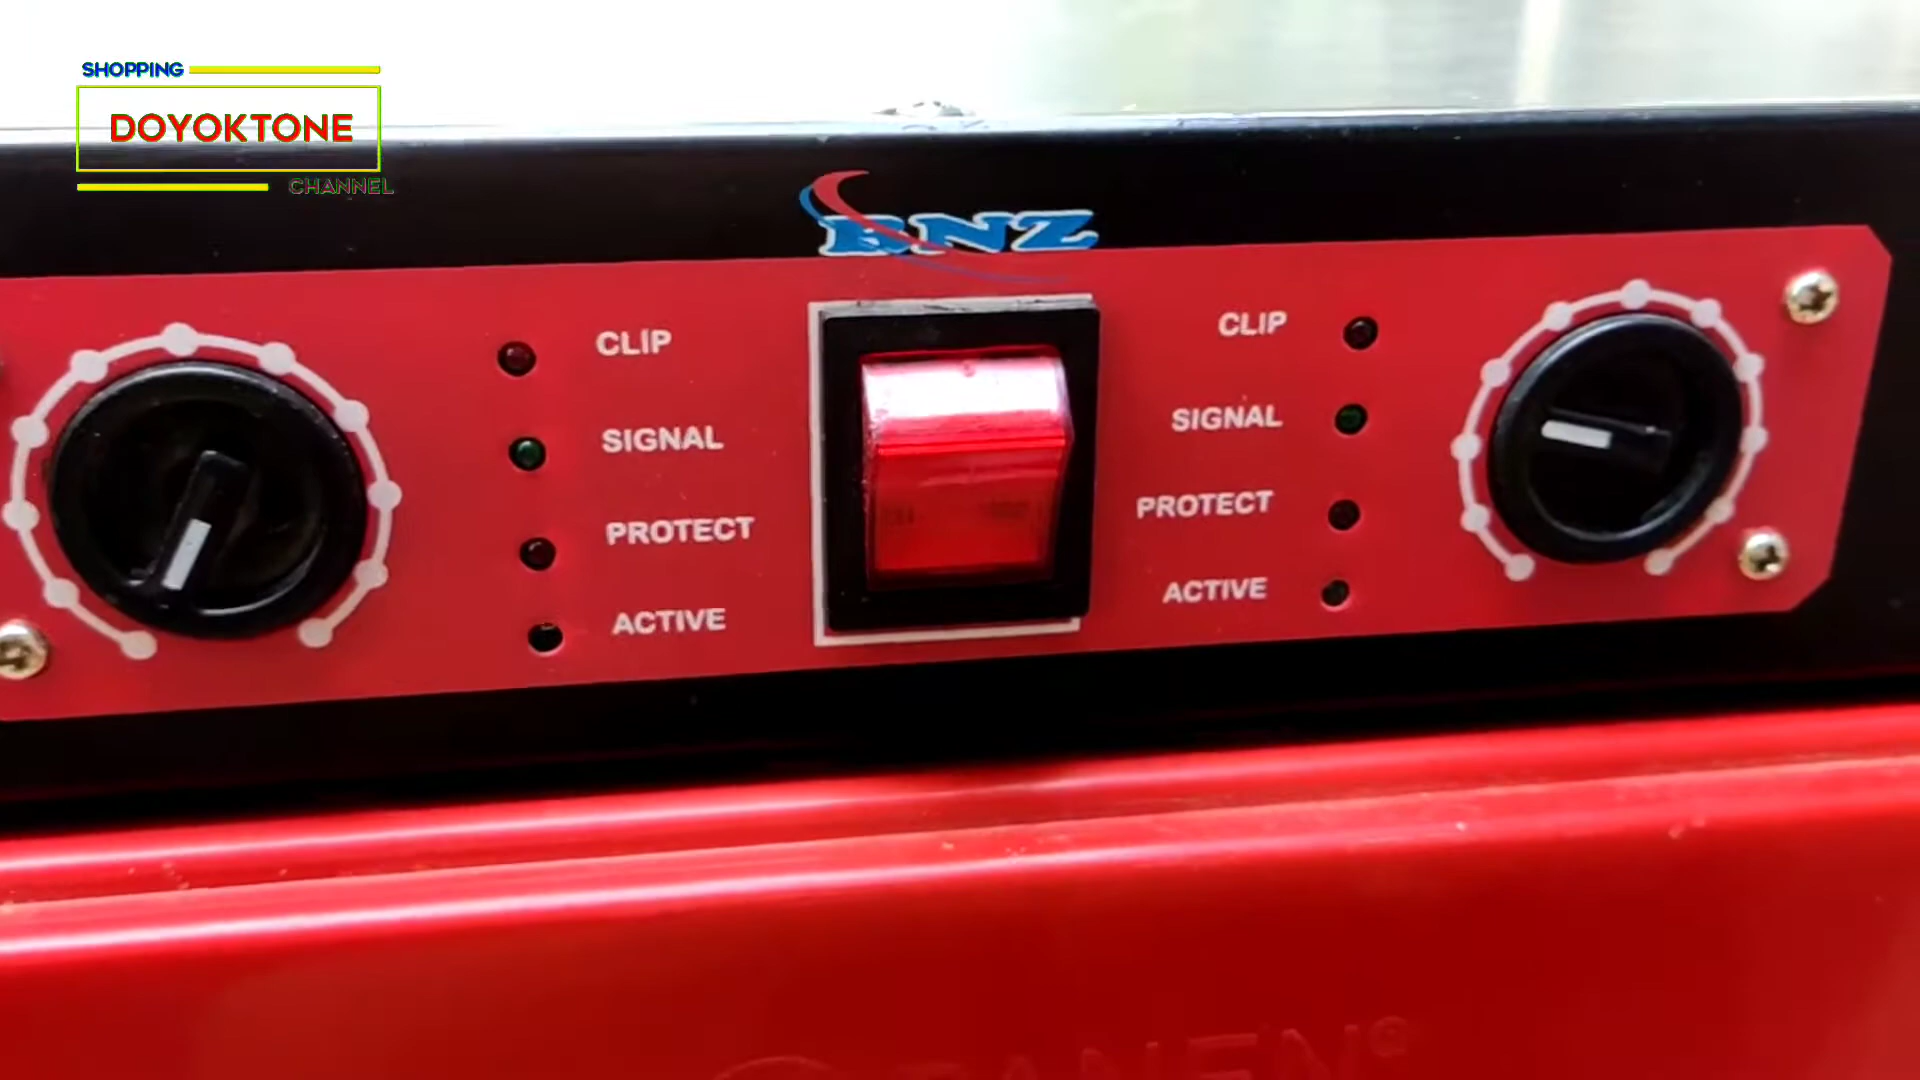 SHOPPING
DOYOKTONE
CHANNEL
BNZ
CLIP
SIGNAL
PROTECT
ACTIVE
CLIP
SIGNAL
PROTECT
ACTIVE